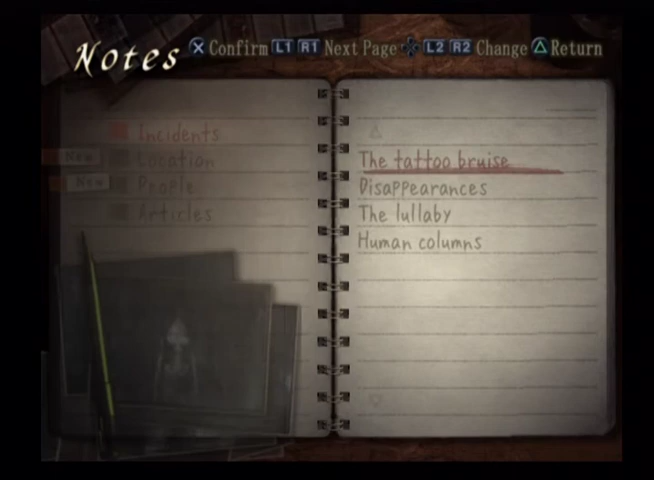 Notes
X Confirm L1 R1 Next Page L2 R2 Change △ Return
Incidents
New Location
New People
Articles
The tattoo bruise
Disappearances
The lullaby
Human columns